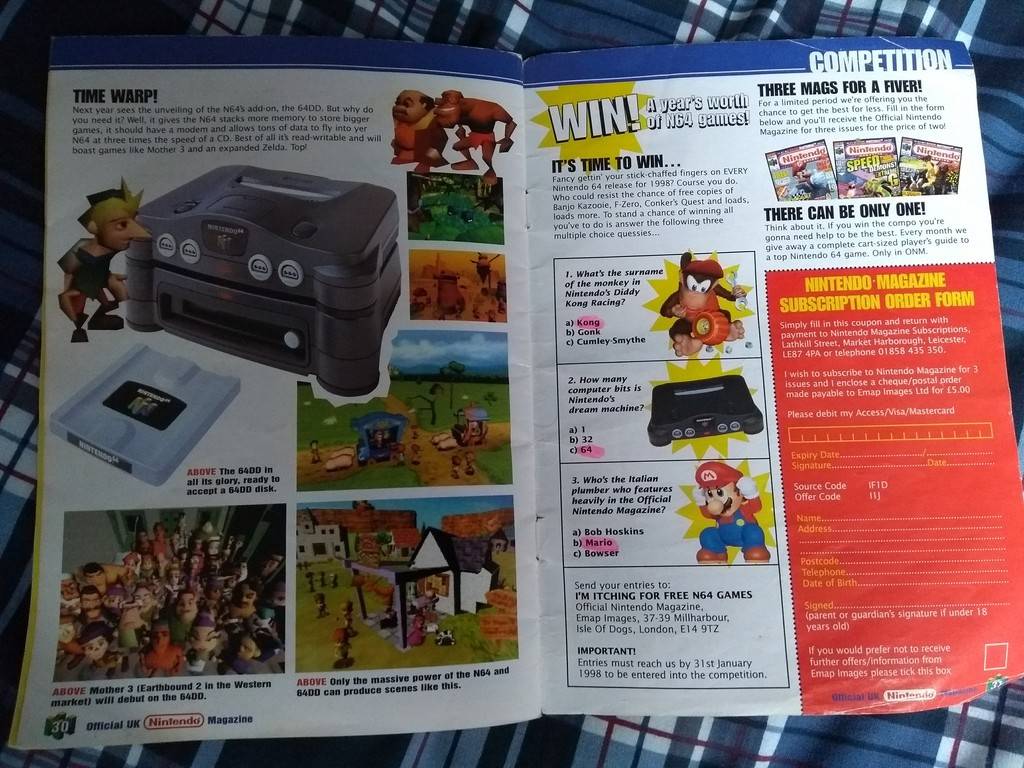 TIME WARP!
Next year sees the unveiling of the N64's add-on, the 64DD. But why do
you need it? Well, it gives the N64 stacks more memory to store bigger
games, it should have a modem and allows tons of data to fly into yer
N64 at three times the speed of a CD. Best of all it's read-writable and will
boast games like Mother 3 and an expanded Zelda. Top!
NINTENDO 64
NINTENDO 64
NINTENDO 64
ABOVE The 64DD in
all its glory, ready to
accept a 64DD disk.
ABOVE Mother 3 (Earthbound 2 in the Western
market) will debut on the 64DD.
ABOVE Only the massive power of the N64 and
64DD can produce scenes like this.
30 Official UK Nintendo Magazine
COMPETITION
WIN! A year's worth
of N64 games!
IT'S TIME TO WIN...
Fancy gettin' your stick-chaffed fingers on EVERY
Nintendo 64 release for 1998? Course you do.
Who could resist the chance of free copies of
Banjo Kazooie, F-Zero, Conker's Quest and loads,
loads more. To stand a chance of winning all
you've to do is answer the following three
multiple choice quessies...
1. What's the surname
of the monkey in
Nintendo's Diddy
Kong Racing?
a) Kong
b) Gonk
c) Cumley-Smythe
2. How many
computer bits is
Nintendo's
dream machine?
a) 1
b) 32
c) 64
3. Who's the Italian
plumber who features
heavily in the Official
Nintendo Magazine?
a) Bob Hoskins
b) Mario
c) Bowser
Send your entries to:
I'M ITCHING FOR FREE N64 GAMES
Official Nintendo Magazine,
Emap Images, 37-39 Millharbour,
Isle Of Dogs, London, E14 9TZ
IMPORTANT!
Entries must reach us by 31st January
1998 to be entered into the competition.
THREE MAGS FOR A FIVER!
For a limited period we're offering you the
chance to get the best for less. Fill in the form
below and you'll receive the Official Nintendo
Magazine for three issues for the price of two!
Nintendo
Nintendo
SPEED
Nintendo
THERE CAN BE ONLY ONE!
Think about it. If you win the compo you're
gonna need help to be the best. Every month we
give away a complete cart-sized player's guide to
a top Nintendo 64 game. Only in ONM.
NINTENDO MAGAZINE
SUBSCRIPTION ORDER FORM
Simply fill in this coupon and return with
payment to Nintendo Magazine Subscriptions,
Lathkill Street, Market Harborough, Leicester,
LE87 4PA or telephone 01858 435 350.
I wish to subscribe to Nintendo Magazine for 3
issues and I enclose a cheque/postal order
made payable to Emap Images Ltd for £5.00
Please debit my Access/Visa/Mastercard
Expiry Date............/............
Signature............Date............
Source Code IF1D
Offer Code
Name............
Address............
Postcode............
Telephone............
Date of Birth............
Signed............
(parent or guardian's signature if under 18
years old)
If you would prefer not to receive
further offers/information from
Emap Images please tick this box
Official UK Nintendo Magazine